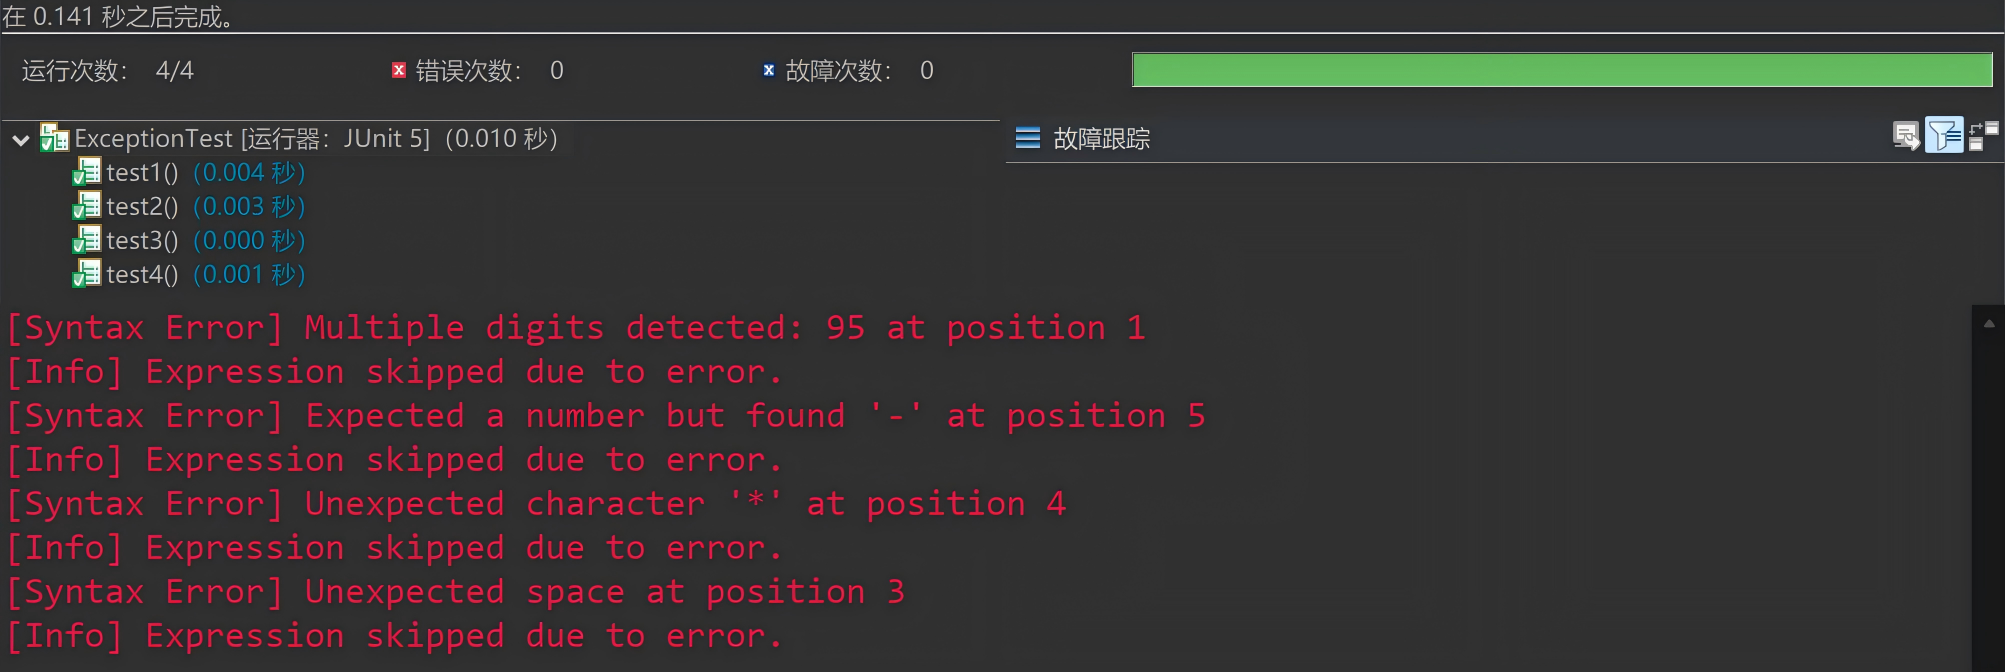 在 0.141 秒之后完成。
运行次数： 4/4 错误次数： 0 故障次数： 0
ExceptionTest [运行器：JUnit 5]（0.010 秒）
test1()（0.004 秒）
test2()（0.003 秒）
test3()（0.000 秒）
test4()（0.001 秒）
故障跟踪
[Syntax Error] Multiple digits detected: 95 at position 1
[Info] Expression skipped due to error.
[Syntax Error] Expected a number but found '-' at position 5
[Info] Expression skipped due to error.
[Syntax Error] Unexpected character '*' at position 4
[Info] Expression skipped due to error.
[Syntax Error] Unexpected space at position 3
[Info] Expression skipped due to error.